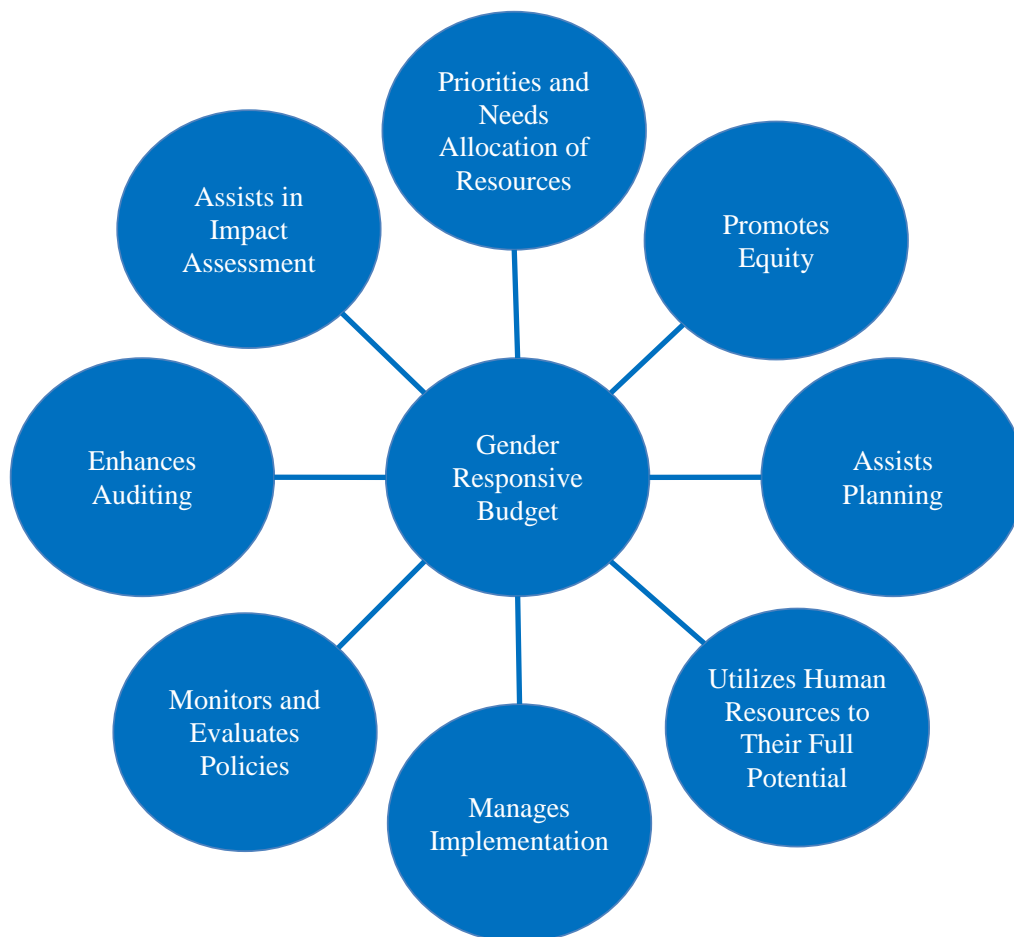 Priorities and
Needs
Allocation of
Resources
Promotes
Equity
Assists
Planning
Utilizes Human
Resources to
Their Full
Potential
Manages
Implementation
Monitors and
Evaluates
Policies
Enhances
Auditing
Assists in
Impact
Assessment
Gender
Responsive
Budget